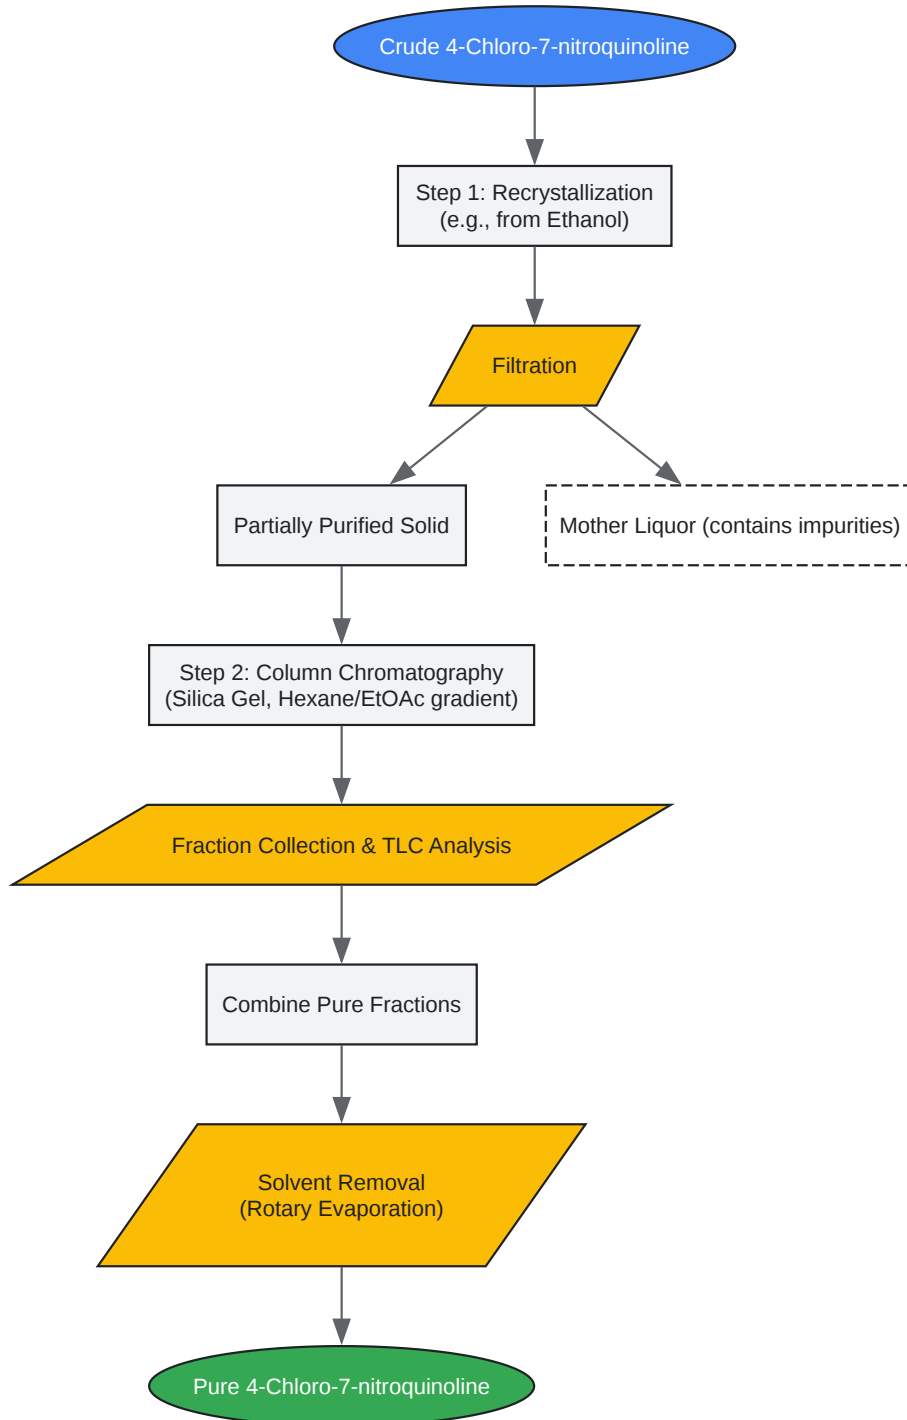 Crude 4-Chloro-7-nitroquinoline
Step 1: Recrystallization
(e.g., from Ethanol)
Filtration
Partially Purified Solid
Mother Liquor (contains impurities)
Step 2: Column Chromatography
(Silica Gel, Hexane/EtOAc gradient)
Fraction Collection & TLC Analysis
Combine Pure Fractions
Solvent Removal
(Rotary Evaporation)
Pure 4-Chloro-7-nitroquinoline